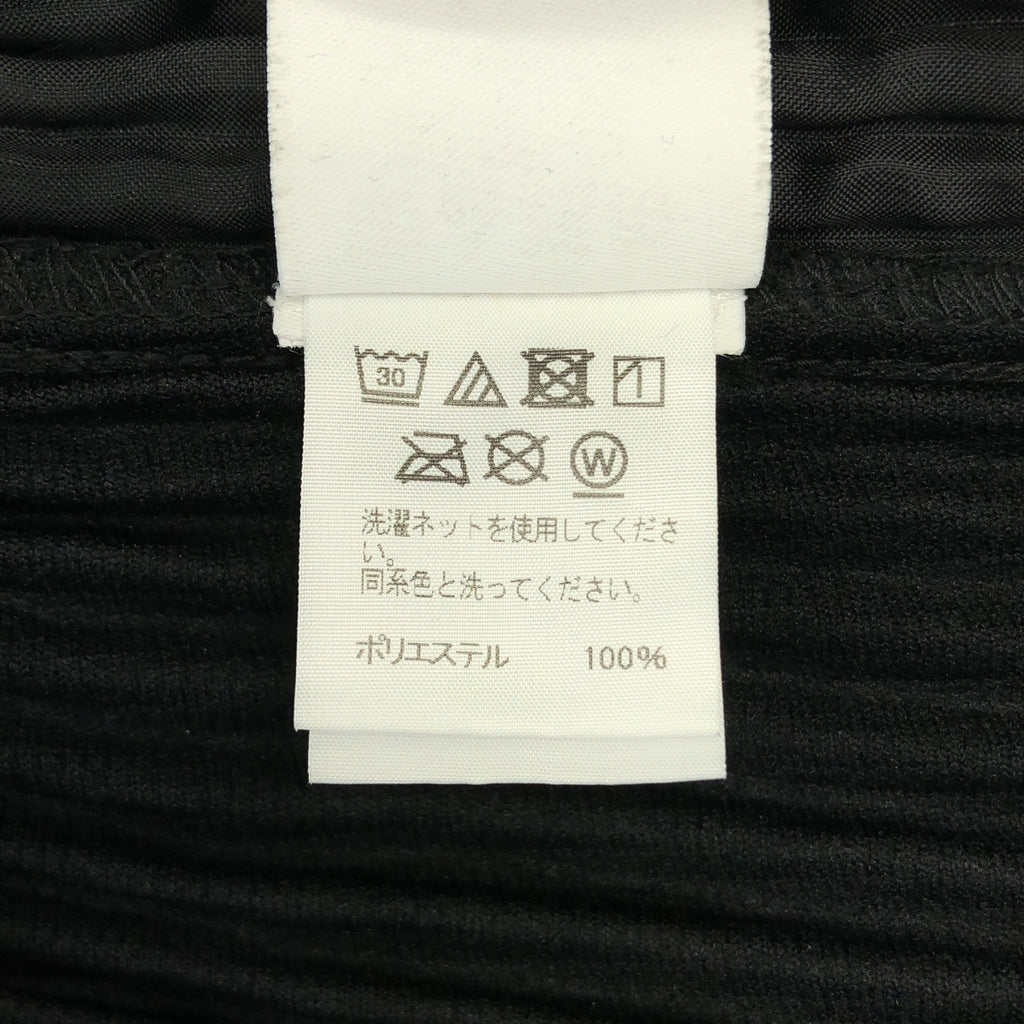 30
W
洗濯ネットを使用してくださ
い。
同系色と洗ってください。
ポリエステル 100%